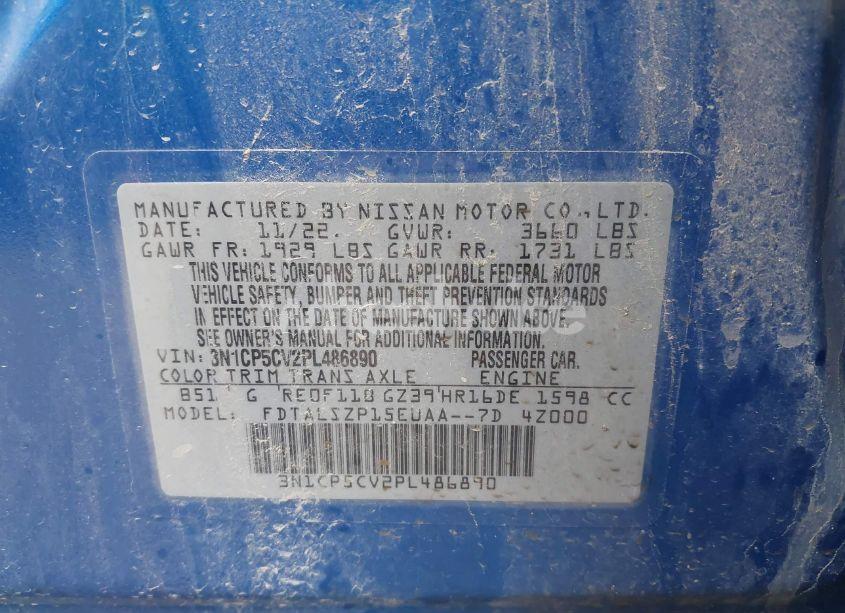 MANUFACTURED BY NISSAN MOTOR CO.,LTD.
DATE: 11/22. GVWR: 3660 LBS
GAWR FR: 1929 LBS GAWR RR: 1731 LBS
THIS VEHICLE CONFORMS TO ALL APPLICABLE FEDERAL MOTOR
VEHICLE SAFETY, BUMPER AND THEFT PREVENTION STANDARDS
IN EFFECT ON THE DATE OF MANUFACTURE SHOWN ABOVE.
SEE OWNER'S MANUAL FOR ADDITIONAL INFORMATION.
VIN: 3N1CP5CV2PL486890 PASSENGER CAR.
COLOR TRIM TRANS AXLE ENGINE
B51 G RE0F11B GZ39 HR16DE 1598 CC
MODEL: FDTALSZP15EUAA--7D 4Z000
3N1CP5CV2PL486890